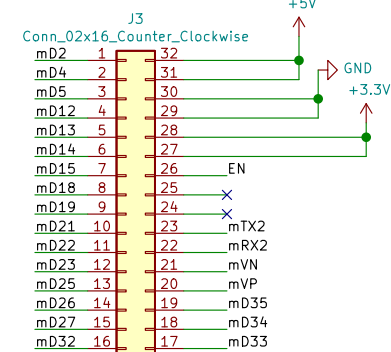 +5V
J3
Conn_02x16_Counter_Clockwise
mD2 1 32
mD4 2 31 GND
mD5 3 30 +3.3V
mD12 4 29
mD13 5 28
mD14 6 27
mD15 7 26 EN
mD18 8 25
mD19 9 24
mD21 10 23 mTX2
mD22 11 22 mRX2
mD23 12 21 mVN
mD25 13 20 mVP
mD26 14 19 mD35
mD27 15 18 mD34
mD32 16 17 mD33